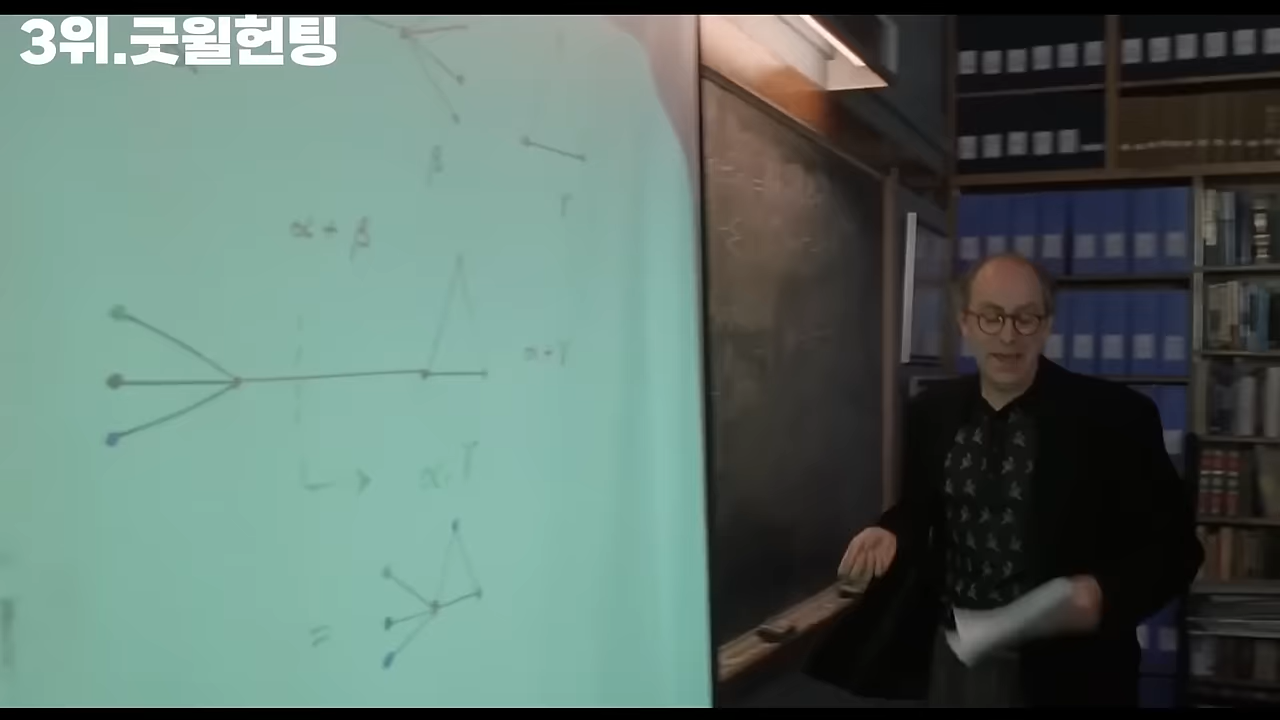 3위.굿윌헌팅
β
γ
α + β
α+γ
α.γ
=